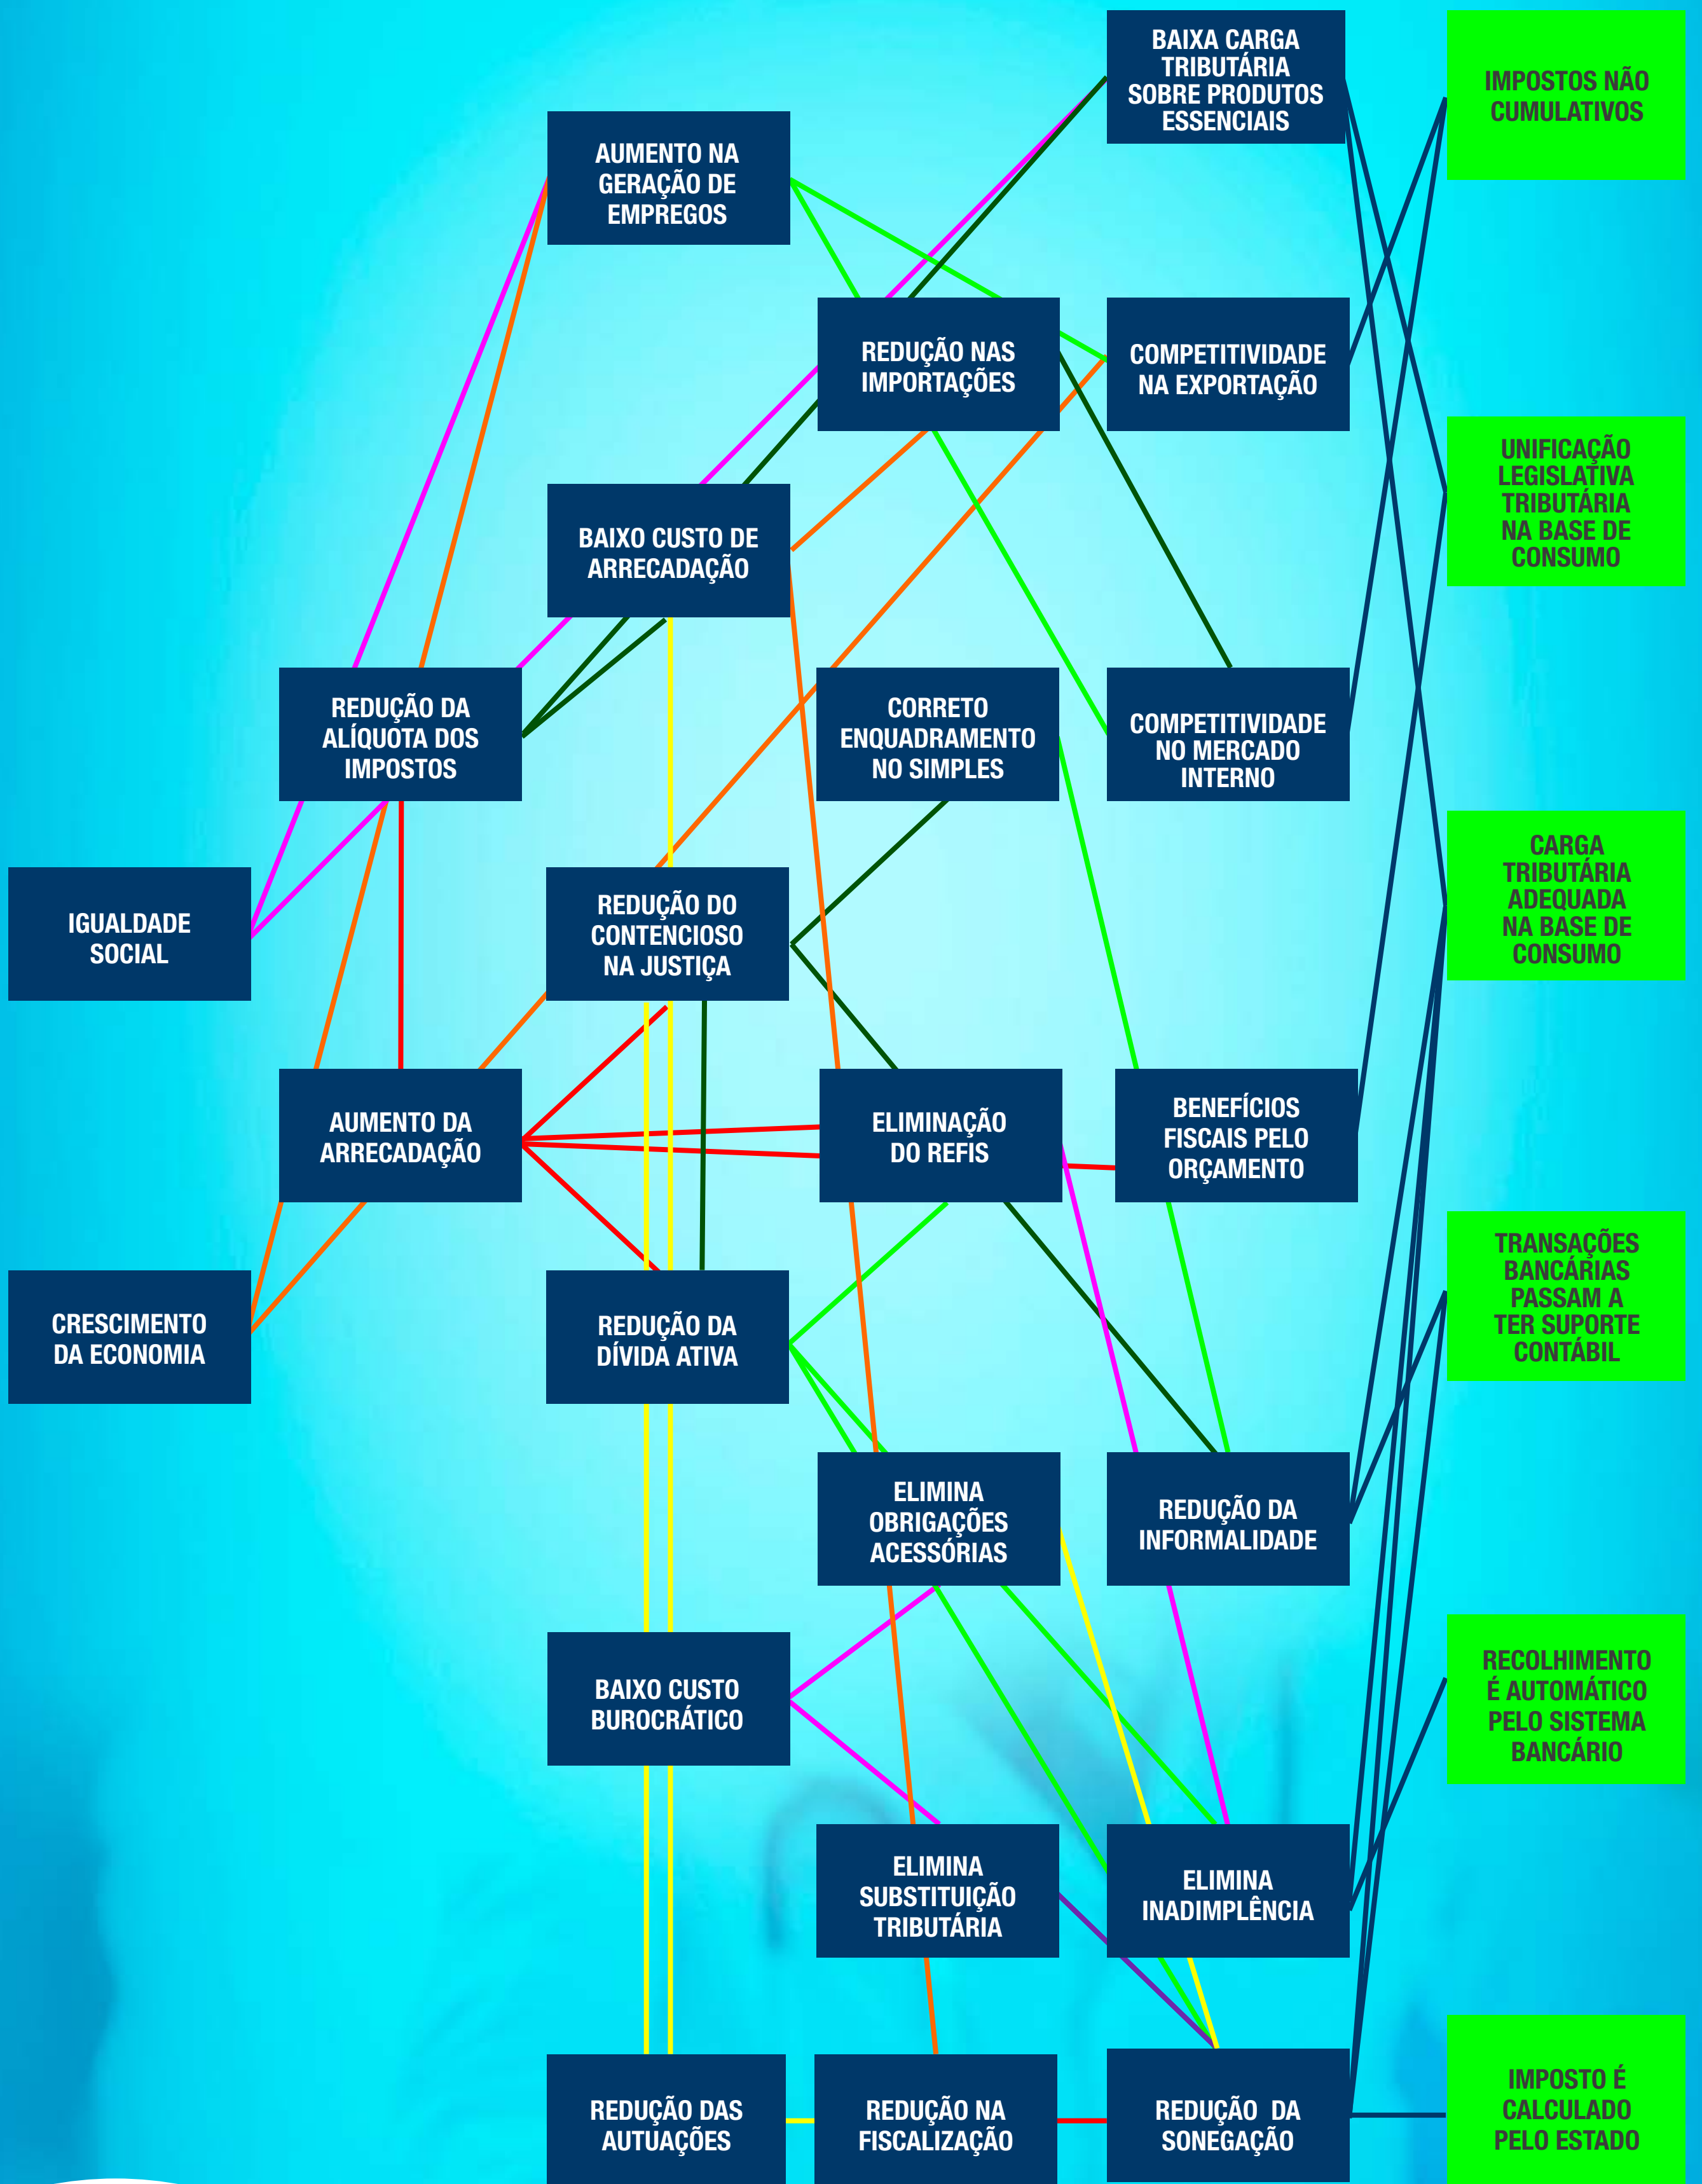 BAIXA CARGA
TRIBUTÁRIA
SOBRE PRODUTOS
ESSENCIAIS
IMPOSTOS NÃO
CUMULATIVOS
AUMENTO NA
GERAÇÃO DE
EMPREGOS
REDUÇÃO NAS
IMPORTAÇÕES
COMPETITIVIDADE
NA EXPORTAÇÃO
UNIFICAÇÃO
LEGISLATIVA
TRIBUTÁRIA
NA BASE DE
CONSUMO
BAIXO CUSTO DE
ARRECADAÇÃO
REDUÇÃO DA
ALÍQUOTA DOS
IMPOSTOS
CORRETO
ENQUADRAMENTO
NO SIMPLES
COMPETITIVIDADE
NO MERCADO
INTERNO
CARGA
TRIBUTÁRIA
ADEQUADA
NA BASE DE
CONSUMO
IGUALDADE
SOCIAL
REDUÇÃO DO
CONTENCIOSO
NA JUSTIÇA
AUMENTO DA
ARRECADAÇÃO
ELIMINAÇÃO
DO REFIS
BENEFÍCIOS
FISCAIS PELO
ORÇAMENTO
TRANSAÇÕES
BANCÁRIAS
PASSAM A
TER SUPORTE
CONTÁBIL
CRESCIMENTO
DA ECONOMIA
REDUÇÃO DA
DÍVIDA ATIVA
ELIMINA
OBRIGAÇÕES
ACESSÓRIAS
REDUÇÃO DA
INFORMALIDADE
RECOLHIMENTO
É AUTOMÁTICO
PELO SISTEMA
BANCÁRIO
BAIXO CUSTO
BUROCRÁTICO
ELIMINA
SUBSTITUIÇÃO
TRIBUTÁRIA
ELIMINA
INADIMPLÊNCIA
REDUÇÃO DAS
AUTUAÇÕES
REDUÇÃO NA
FISCALIZAÇÃO
REDUÇÃO DA
SONEGAÇÃO
IMPOSTO É
CALCULADO
PELO ESTADO